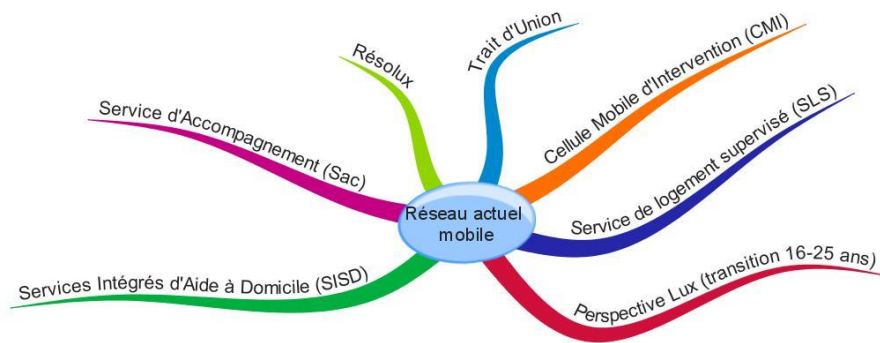 Résolux
Trait d'Union
Cellule Mobile d'Intervention (CMI)
Service d'Accompagnement (Sac)
Service de logement supervisé (SLS)
Réseau actuel
mobile
Services Intégrés d'Aide à Domicile (SISD)
Perspective Lux (transition 16-25 ans)